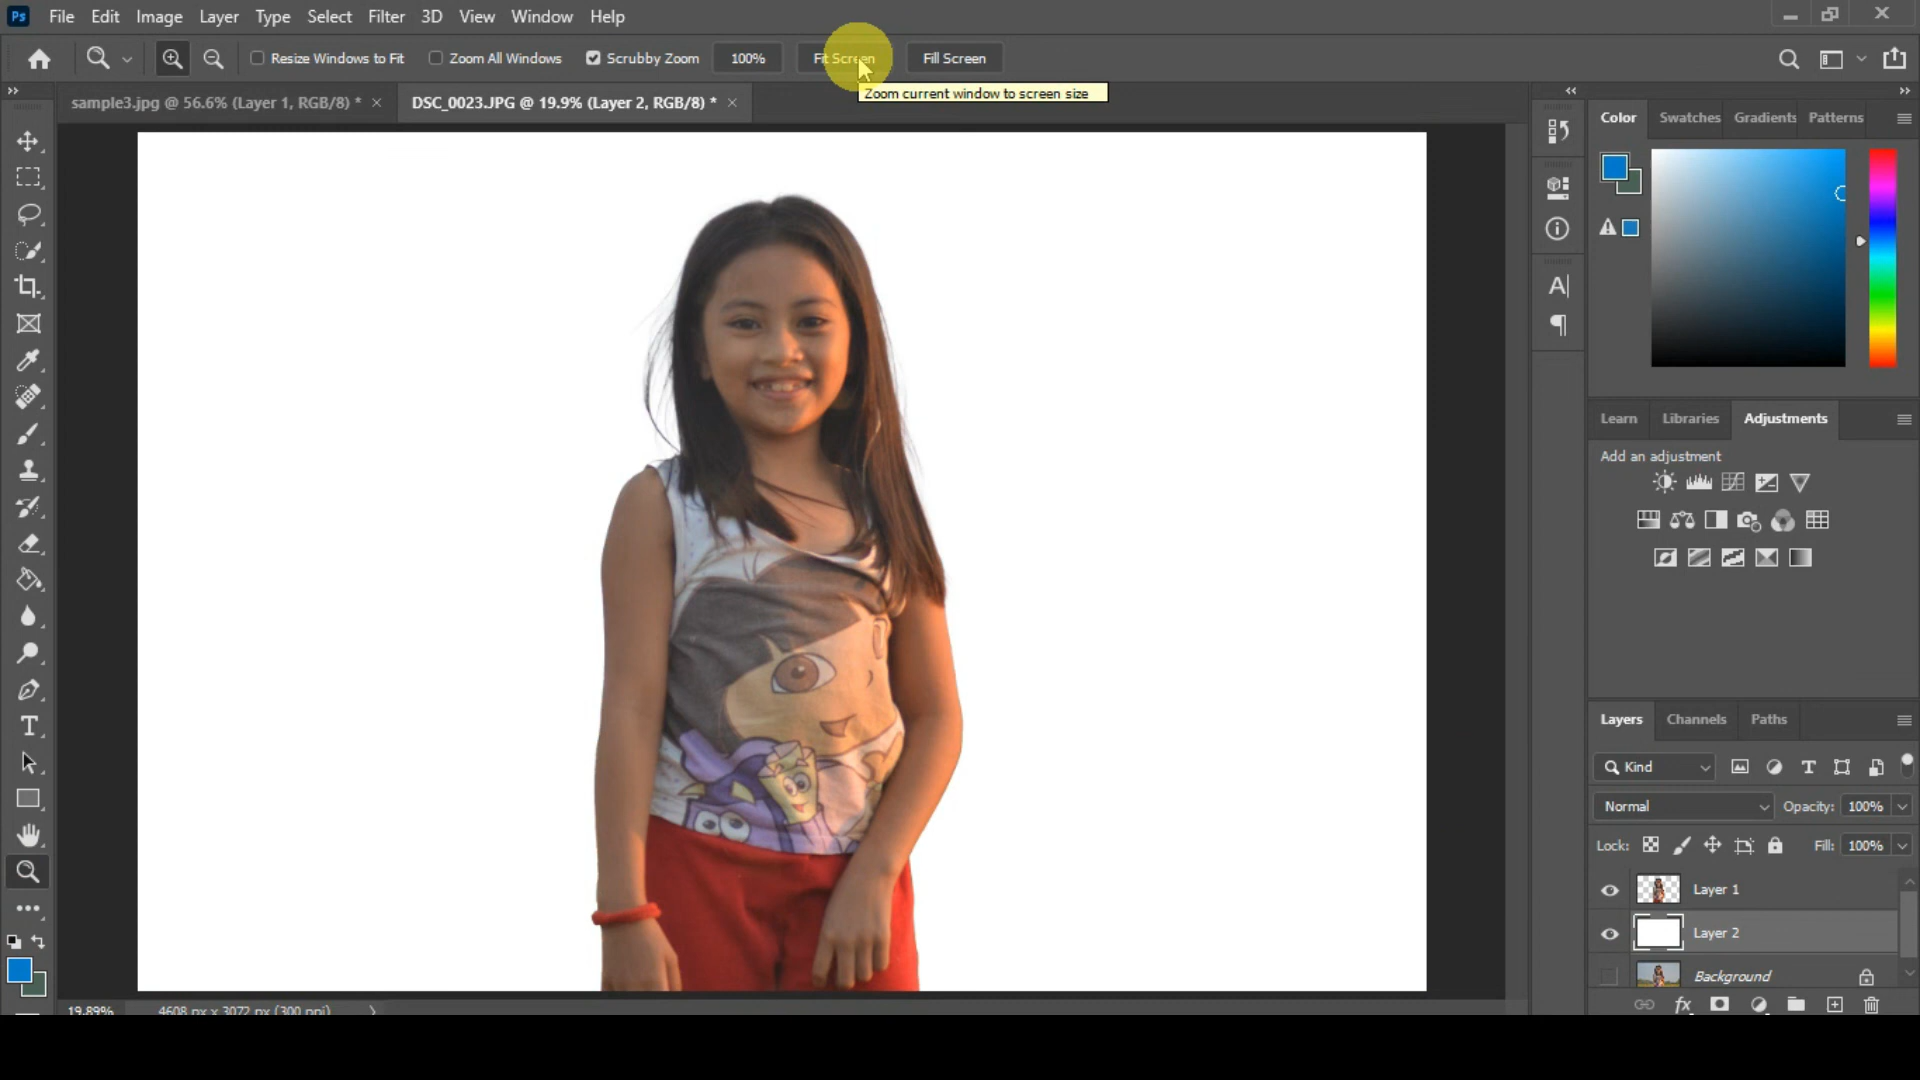 Ps File Edit Image Layer Type Select Filter 3D View Window Help
Resize Windows to Fit Zoom All Windows Scrubby Zoom 100% Fit Screen Fill Screen
Zoom current window to screen size
sample3.jpg @ 56.6% (Layer 1, RGB/8) * DSC_0023.JPG @ 19.9% (Layer 2, RGB/8) *
Color Swatches Gradients Patterns
Learn Libraries Adjustments
Add an adjustment
Layers Channels Paths
Kind
Normal Opacity: 100%
Lock: Fill: 100%
Layer 1
Layer 2
Background
19.89% 4608 px x 3072 px (300 ppi)